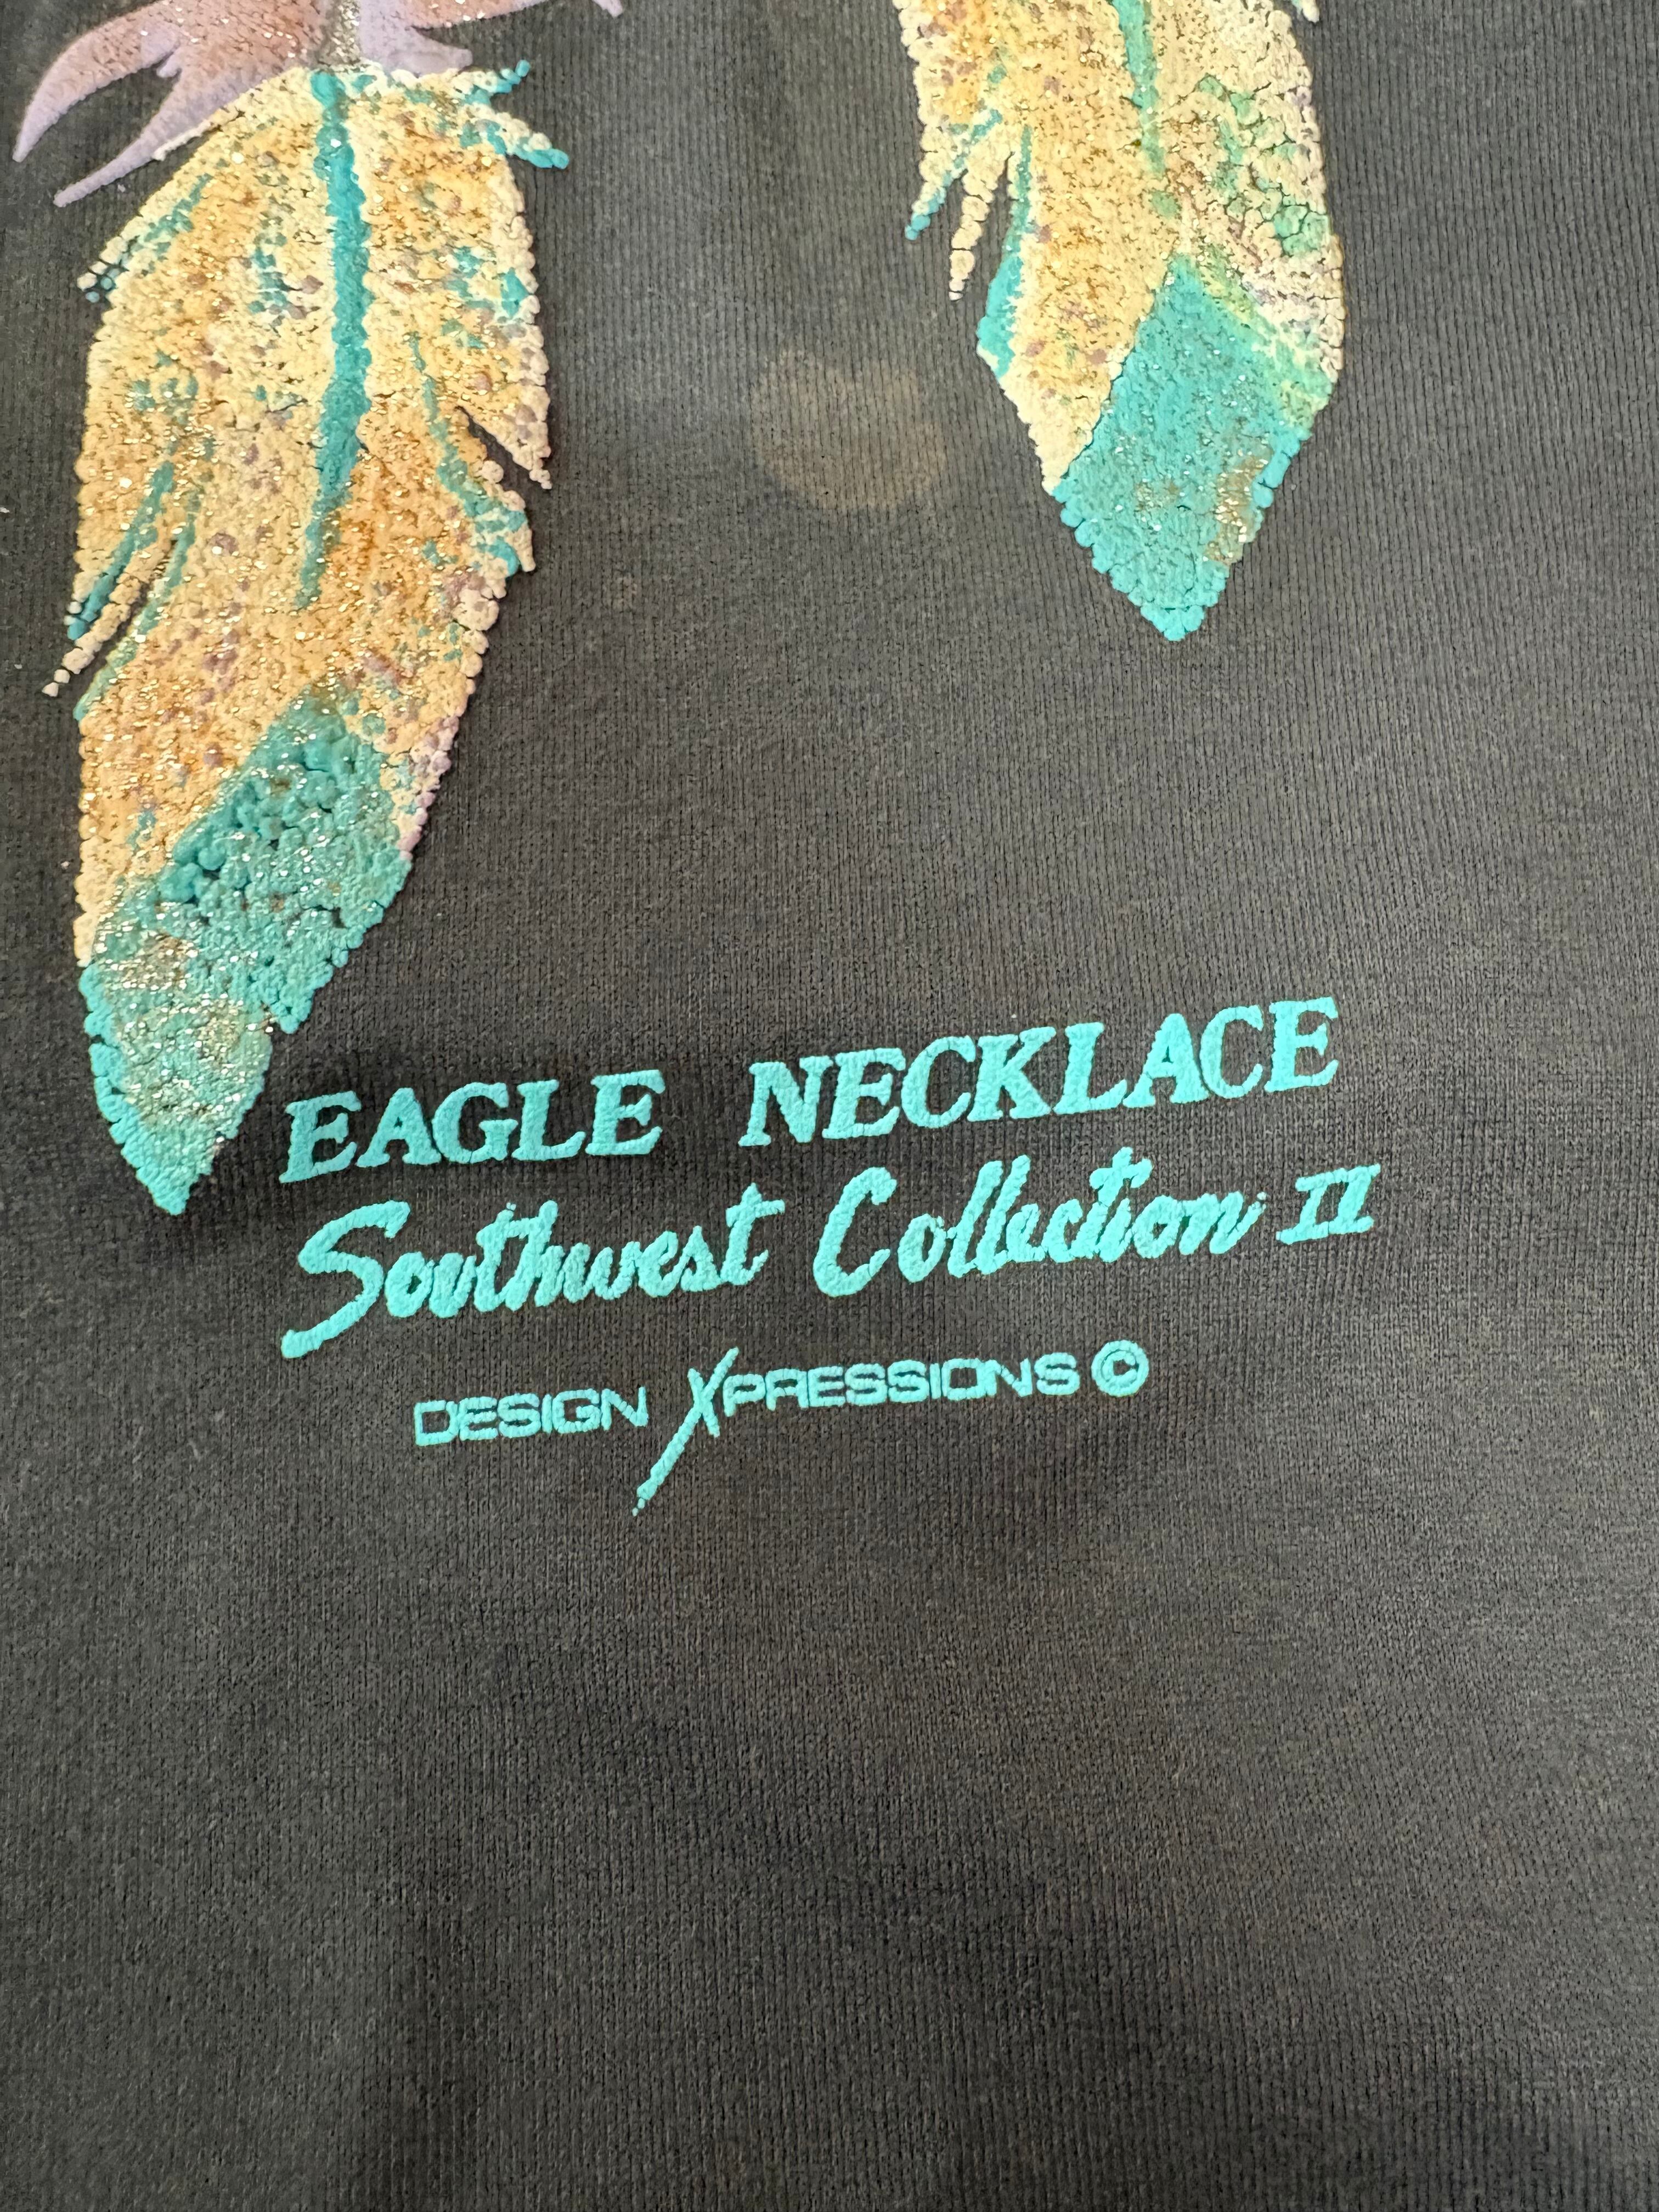 EAGLE NECKLACE
Southwest Collection II
DESIGN XPRESSIONS ©